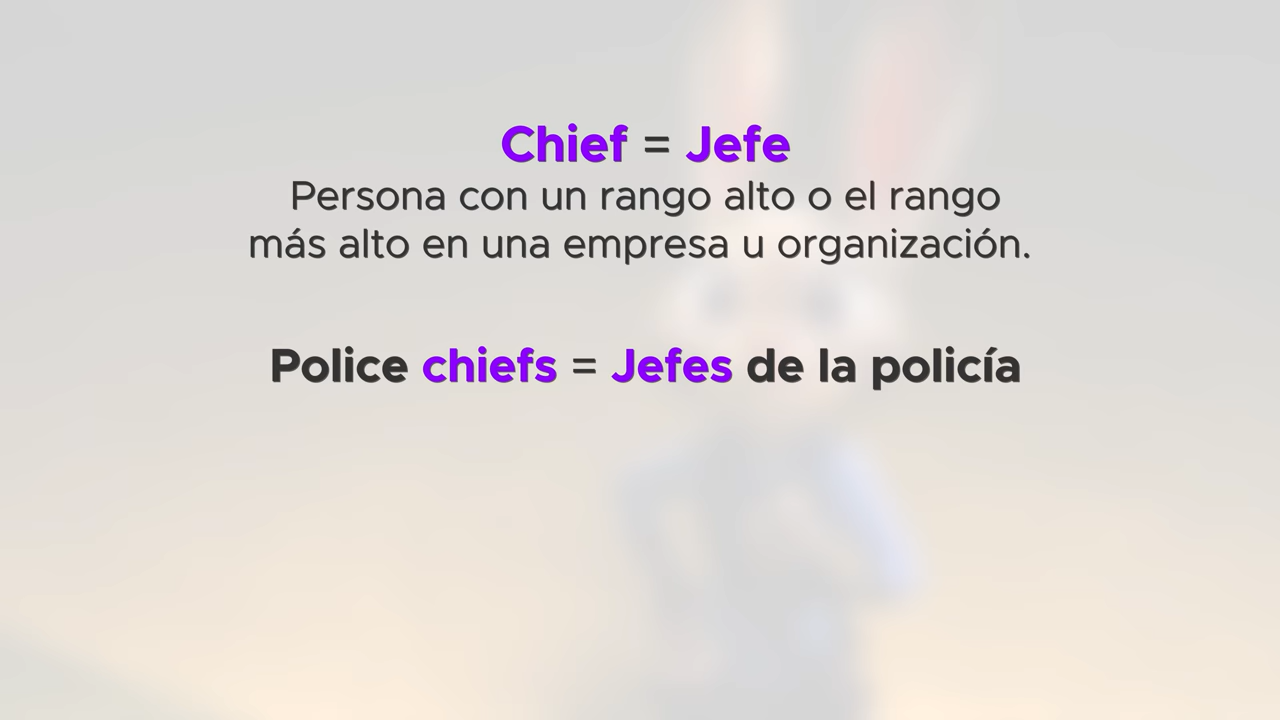 Chief = Jefe
Persona con un rango alto o el rango
más alto en una empresa u organización.
Police chiefs = Jefes de la policía